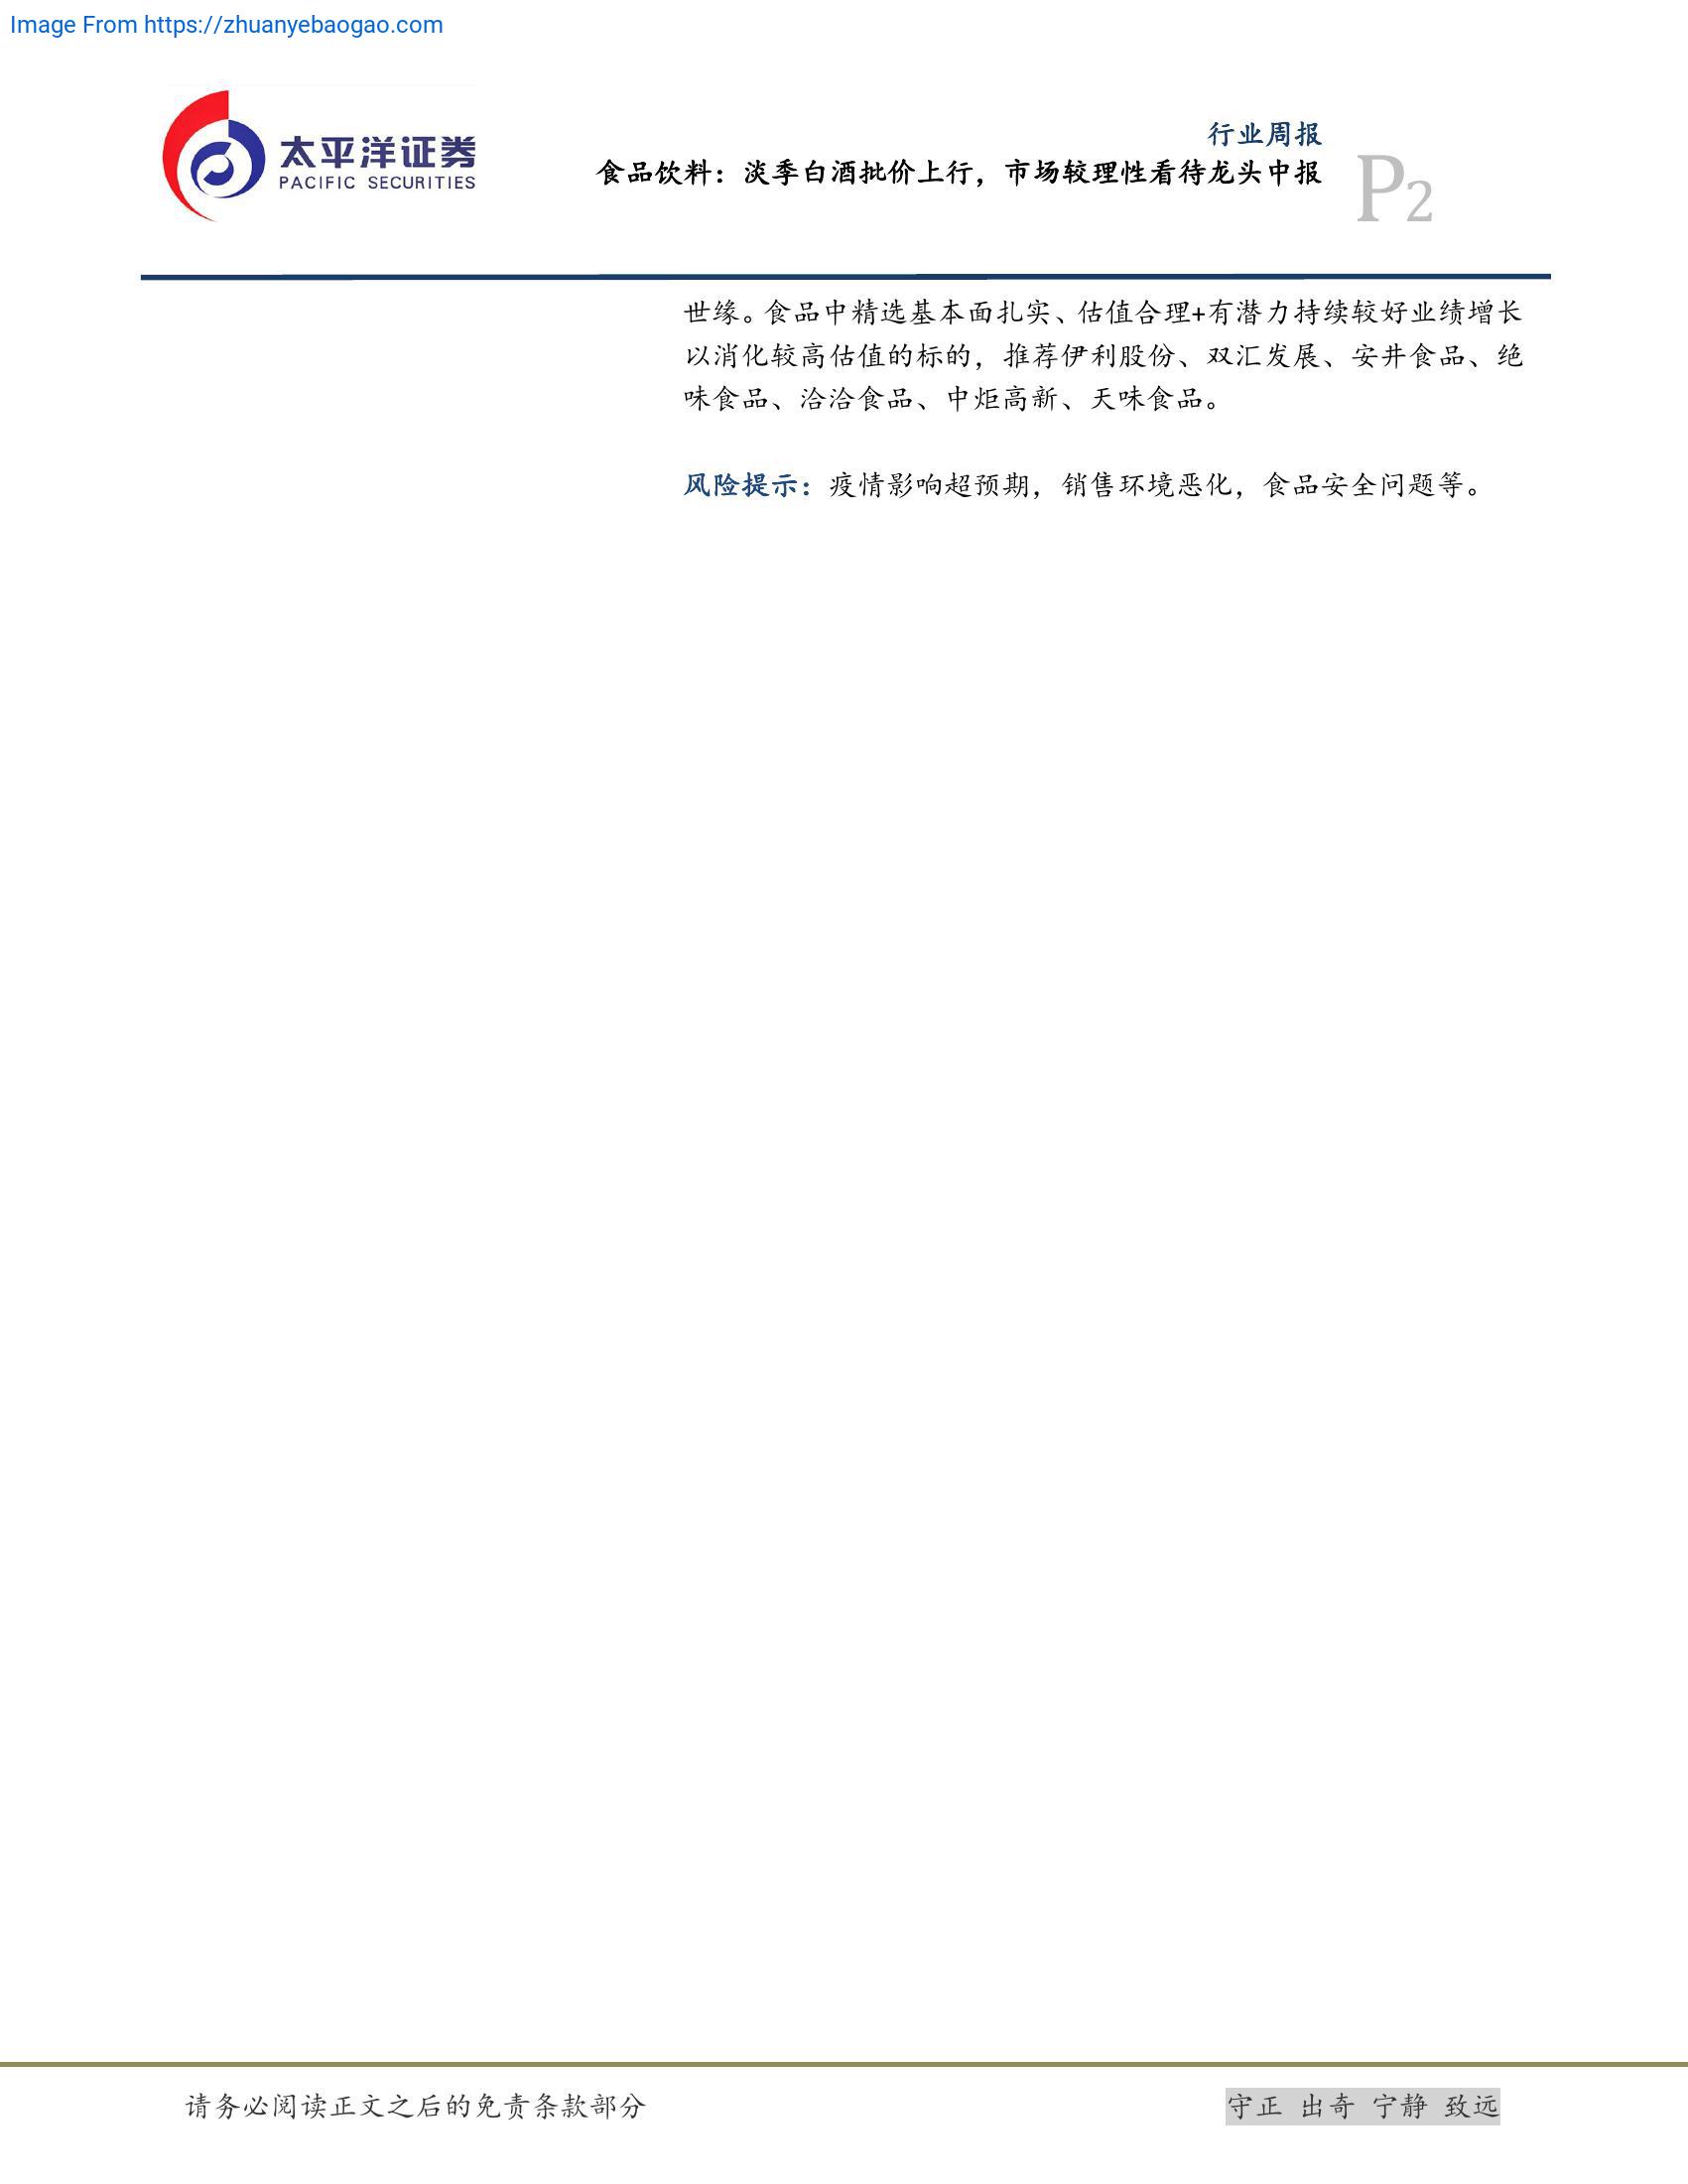 Image From https://zhuanyebaogao.com
太平洋证券
PACIFIC SECURITIES
行业周报
食品饮料：淡季白酒批价上行，市场较理性看待龙头中报
P2
世缘。食品中精选基本面扎实、估值合理+有潜力持续较好业绩增长
以消化较高估值的标的，推荐伊利股份、双汇发展、安井食品、绝
味食品、洽洽食品、中炬高新、天味食品。
风险提示：疫情影响超预期，销售环境恶化，食品安全问题等。
请务必阅读正文之后的免责条款部分
守正 出奇 宁静 致远